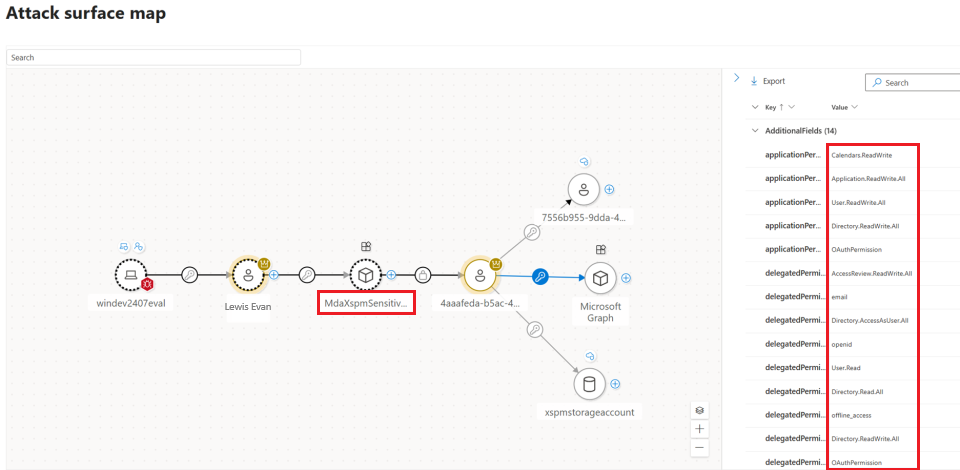 Attack surface map
Search
Export
Search
Key ↑
Value
AdditionalFields (14)
applicationPer... Calendars.ReadWrite
applicationPer... Application.ReadWrite.All
applicationPer... User.ReadWrite.All
applicationPer... Directory.ReadWrite.All
applicationPer... OAuthPermission
delegatedPermi... AccessReview.ReadWrite.All
delegatedPermi... email
delegatedPermi... Directory.AccessAsUser.All
delegatedPermi... openid
delegatedPermi... User.Read
delegatedPermi... Directory.Read.All
delegatedPermi... offline_access
delegatedPermi... Directory.ReadWrite.All
delegatedPermi... OAuthPermission
7556b955-9dda-4...
windev2407eval
Lewis Evan
MdaXspmSensitiv...
4aaafeda-b5ac-4...
Microsoft
Graph
xspmstorageaccount